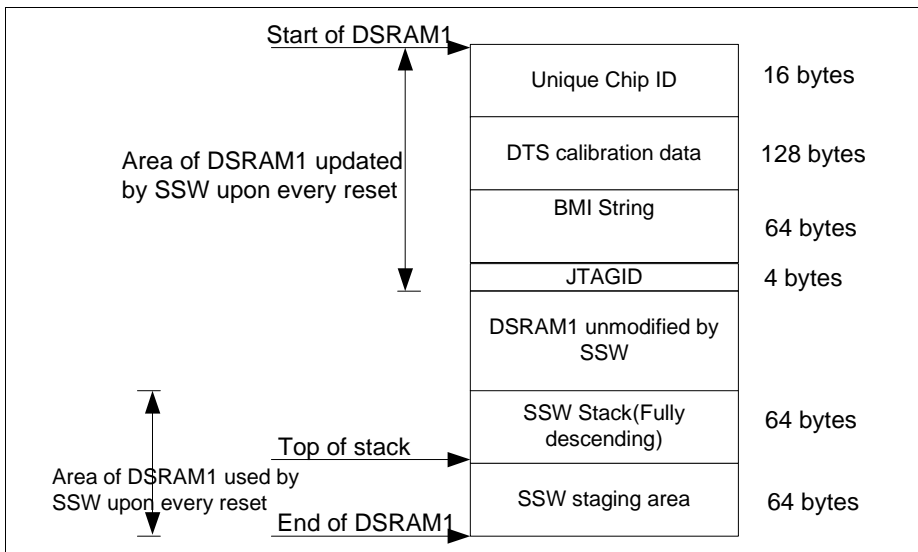 Start of DSRAM1
Unique Chip ID
16 bytes
Area of DSRAM1 updated
by SSW upon every reset
DTS calibration data
128 bytes
BMI String
64 bytes
JTAGID
4 bytes
DSRAM1 unmodified by
SSW
SSW Stack(Fully
descending)
64 bytes
Top of stack
Area of DSRAM1 used by
SSW upon every reset
SSW staging area
64 bytes
End of DSRAM1